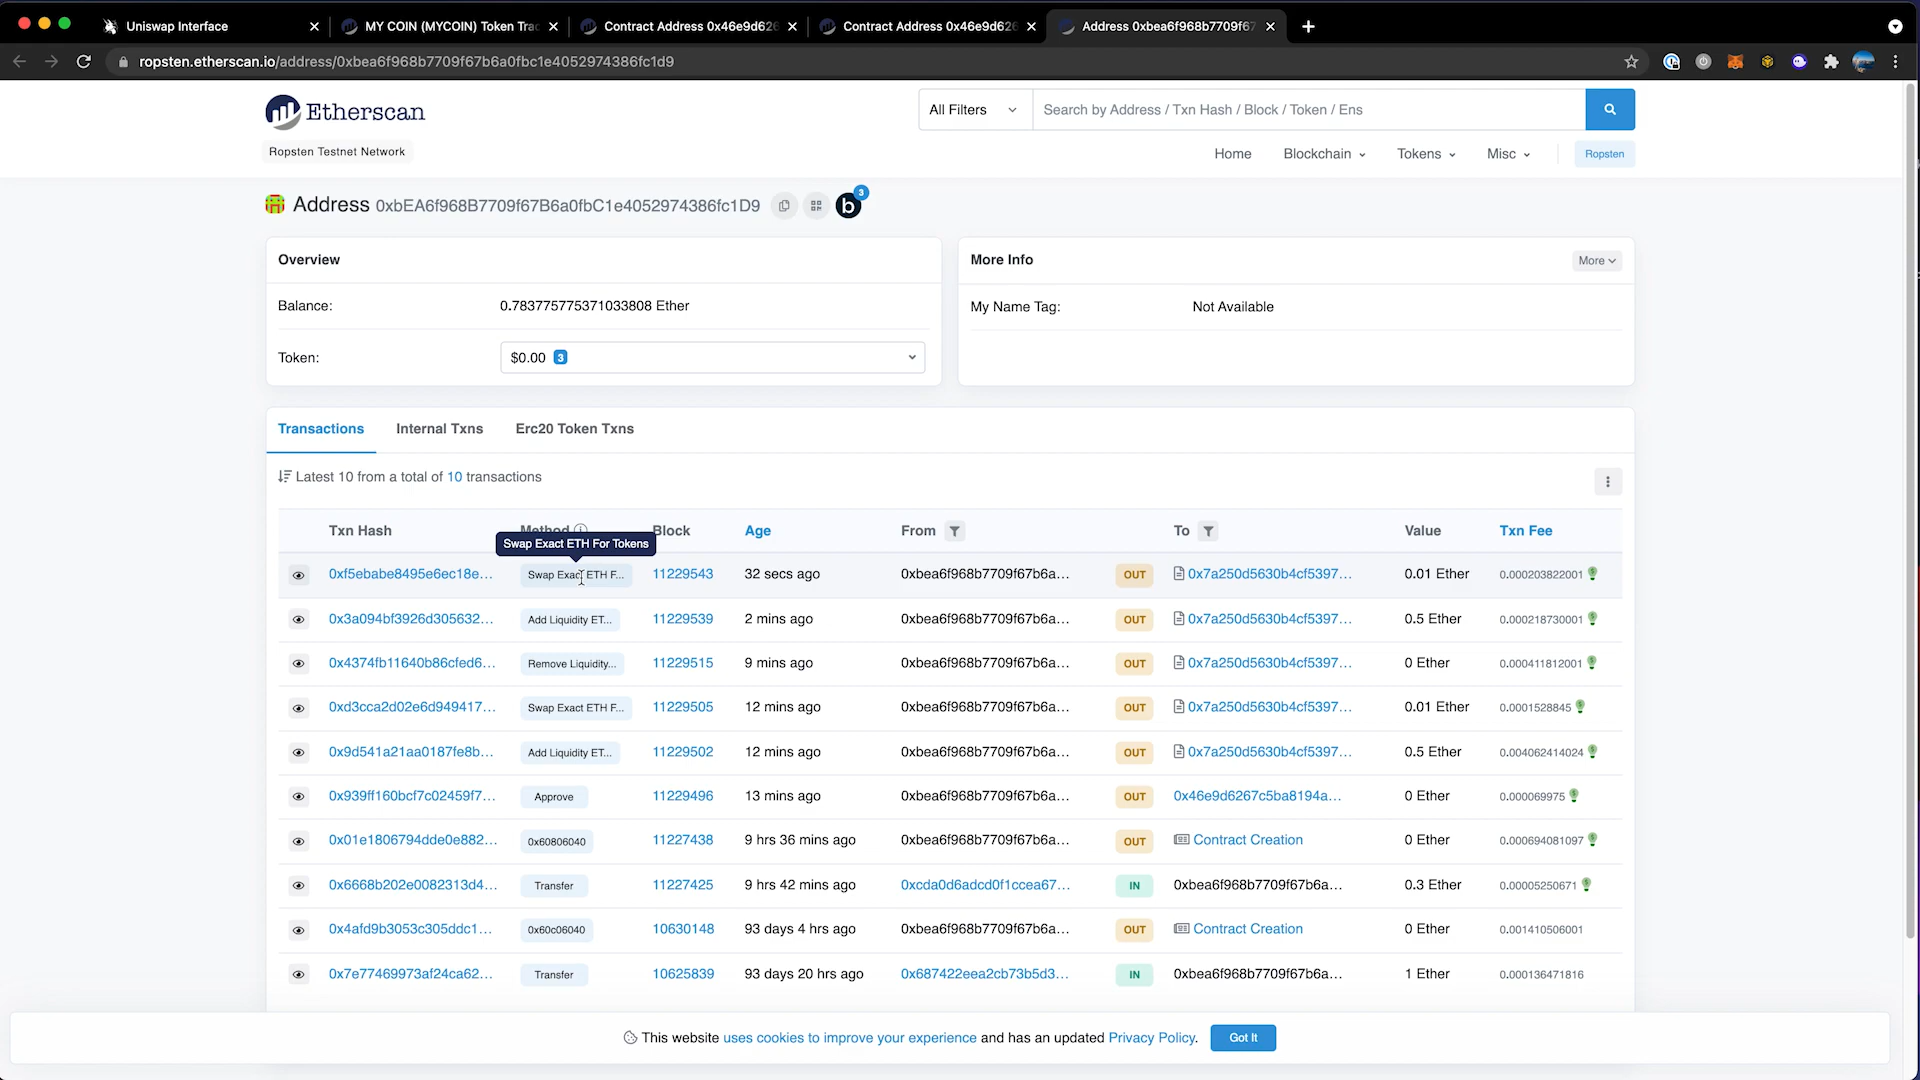 Uniswap Interface
MY COIN (MYCOIN) Token Trac
Contract Address 0x46e9d626
Contract Address 0x46e9d626
Address 0xbea6f968b7709f67
ropsten.etherscan.io/address/0xbea6f968b7709f67b6a0fbc1e4052974386fc1d9
Etherscan
All Filters
Search by Address / Txn Hash / Block / Token / Ens
Ropsten Testnet Network
Home Blockchain Tokens Misc Ropsten
Address 0xbEA6f968B7709f67B6a0fbC1e4052974386fc1D9
b 3
Overview
Balance: 0.783775775371033808 Ether
Token: $0.00 3
More Info More
My Name Tag: Not Available
Transactions Internal Txns Erc20 Token Txns
Latest 10 from a total of 10 transactions
Txn Hash Method Block Age From To Value Txn Fee
Swap Exact ETH For Tokens
0xf5ebabe8495e6ec18e... Swap Exact ETH F... 11229543 32 secs ago 0xbea6f968b7709f67b6a... OUT 0x7a250d5630b4cf5397... 0.01 Ether 0.000203822001
0x3a094bf3926d305632... Add Liquidity ET... 11229539 2 mins ago 0xbea6f968b7709f67b6a... OUT 0x7a250d5630b4cf5397... 0.5 Ether 0.000218730001
0x4374fb11640b86cfed6... Remove Liquidity... 11229515 9 mins ago 0xbea6f968b7709f67b6a... OUT 0x7a250d5630b4cf5397... 0 Ether 0.000411812001
0xd3cca2d02e6d949417... Swap Exact ETH F... 11229505 12 mins ago 0xbea6f968b7709f67b6a... OUT 0x7a250d5630b4cf5397... 0.01 Ether 0.0001528845
0x9d541a21aa0187fe8b... Add Liquidity ET... 11229502 12 mins ago 0xbea6f968b7709f67b6a... OUT 0x7a250d5630b4cf5397... 0.5 Ether 0.004062414024
0x939ff160bcf7c02459f7... Approve 11229496 13 mins ago 0xbea6f968b7709f67b6a... OUT 0x46e9d6267c5ba8194a... 0 Ether 0.000069975
0x01e1806794dde0e882... 0x60806040 11227438 9 hrs 36 mins ago 0xbea6f968b7709f67b6a... OUT Contract Creation 0 Ether 0.000694081097
0x6668b202e0082313d4... Transfer 11227425 9 hrs 42 mins ago 0xcda0d6adcd0f1ccea67... IN 0xbea6f968b7709f67b6a... 0.3 Ether 0.00005250671
0x4afd9b3053c305ddc1... 0x60c06040 10630148 93 days 4 hrs ago 0xbea6f968b7709f67b6a... OUT Contract Creation 0 Ether 0.001410506001
0x7e77469973af24ca62... Transfer 10625839 93 days 20 hrs ago 0x687422eea2cb73b5d3... IN 0xbea6f968b7709f67b6a... 1 Ether 0.000136471816
This website uses cookies to improve your experience and has an updated Privacy Policy. Got It